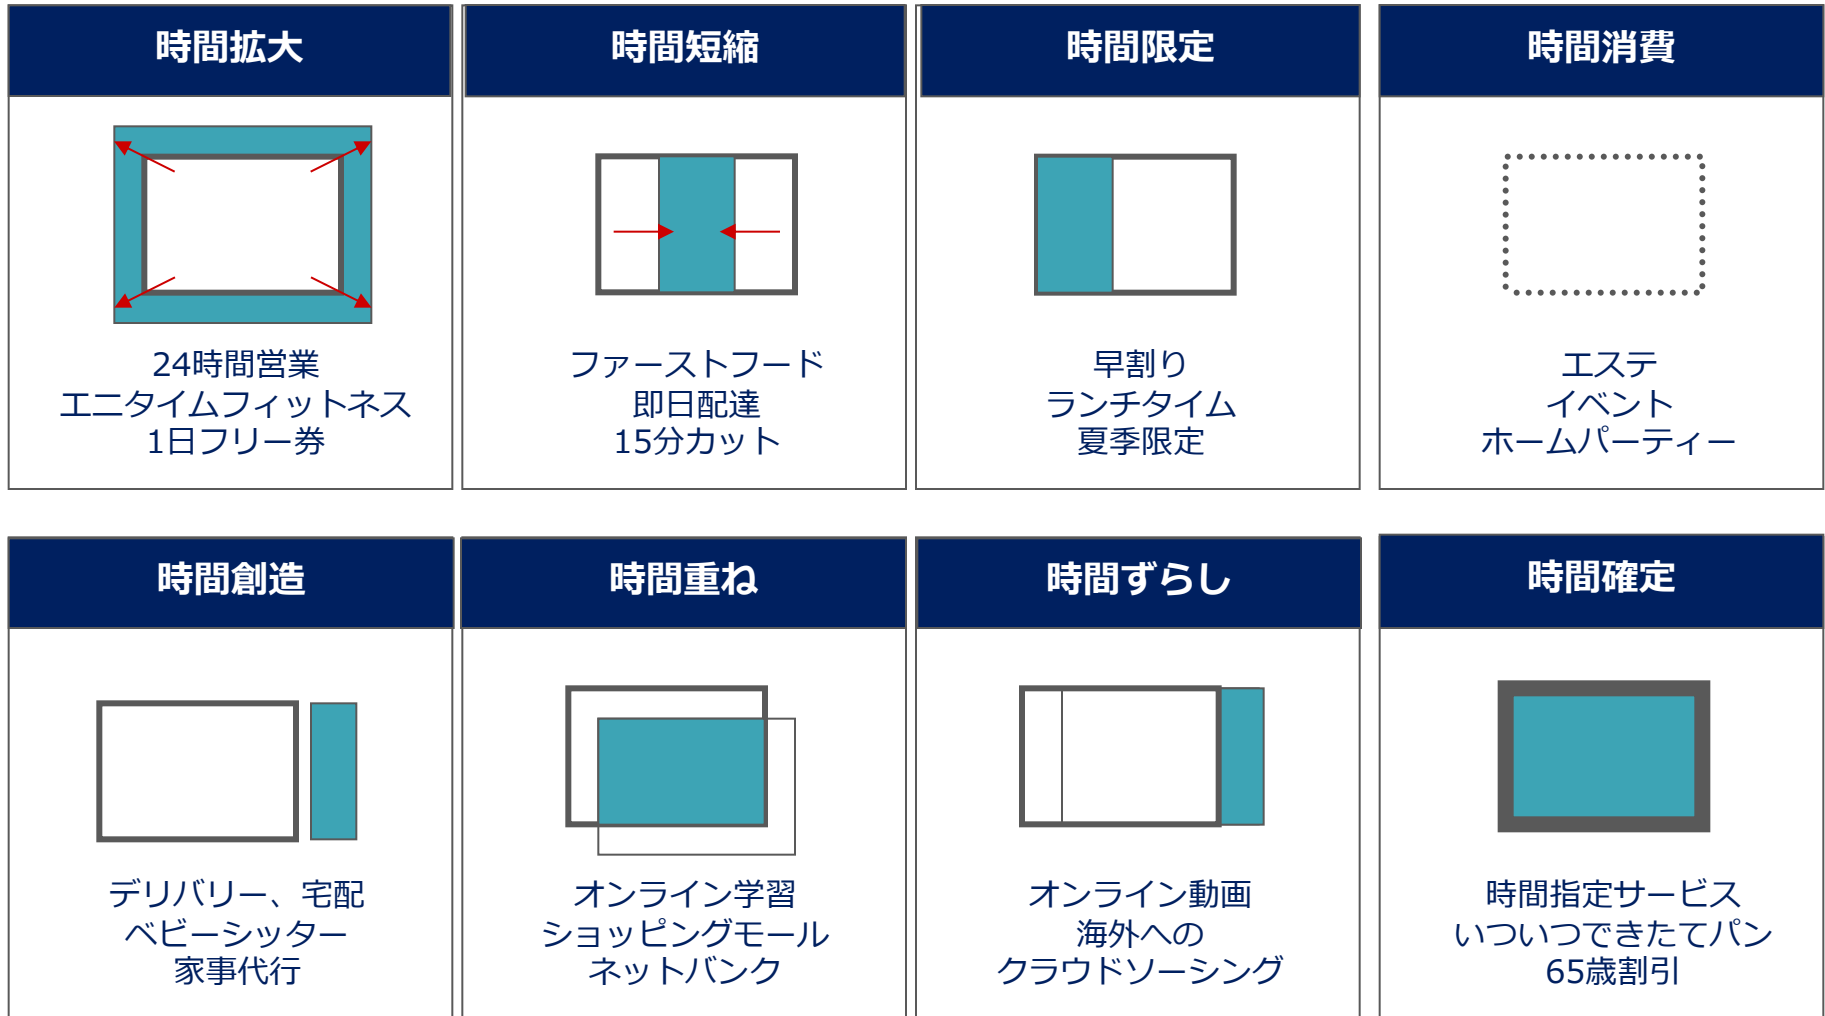 時間拡大
24時間営業
エニタイムフィットネス
1日フリー券
時間短縮
ファーストフード
即日配達
15分カット
時間限定
早割り
ランチタイム
夏季限定
時間消費
エステ
イベント
ホームパーティー
時間創造
デリバリー、宅配
ベビーシッター
家事代行
時間重ね
オンライン学習
ショッピングモール
ネットバンク
時間ずらし
オンライン動画
海外への
クラウドソーシング
時間確定
時間指定サービス
いついつできたてパン
65歳割引